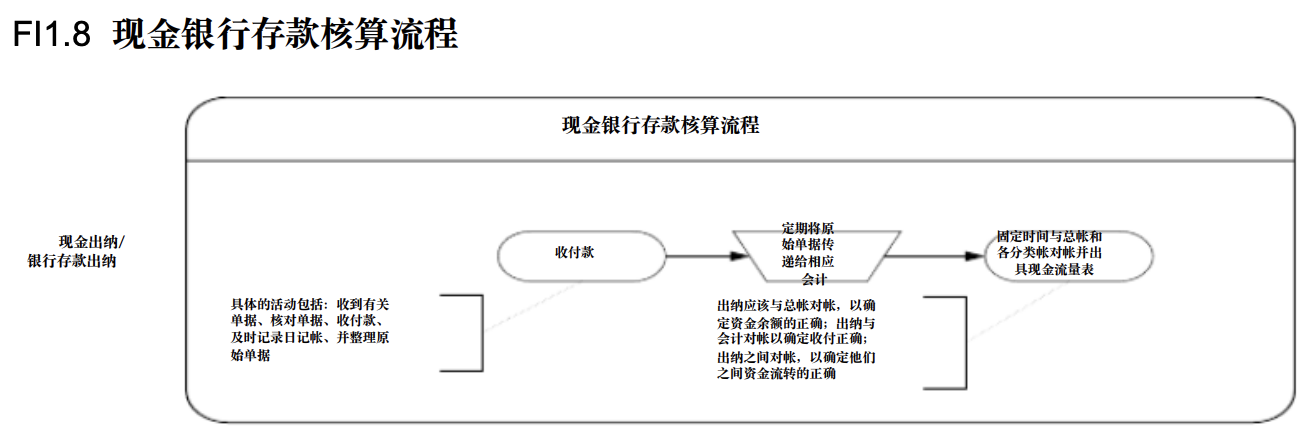 FI1.8 现金银行存款核算流程
现金银行存款核算流程
现金出纳/
银行存款出纳
收付款
定期将原
始单据传
递给相应
会计
固定时间与总帐和
各分类帐对帐并出
具现金流量表
具体的活动包括：收到有关
单据、核对单据、收付款、
及时记录日记帐、并整理原
始单据
出纳应该与总帐对帐，以确
定资金余额的正确；出纳与
会计对帐以确定收付正确；
出纳之间对帐，以确定他们
之间资金流转的正确